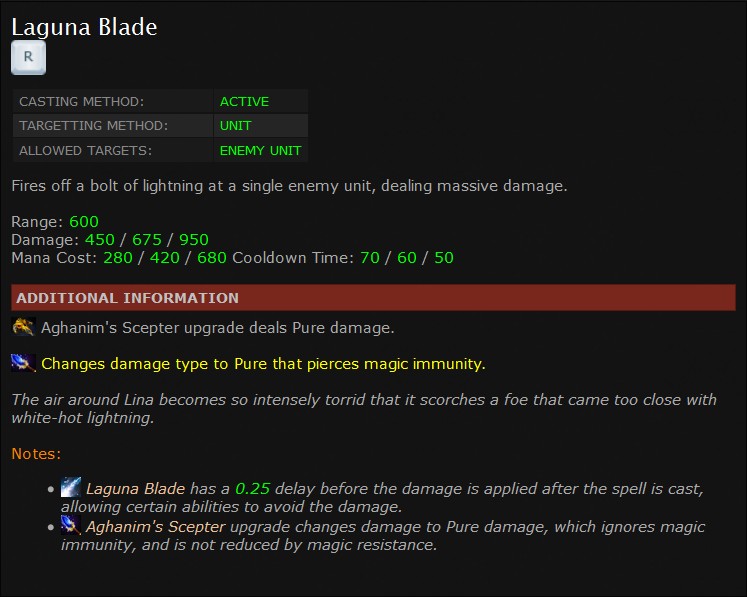 Laguna Blade
R
CASTING METHOD: ACTIVE
TARGETTING METHOD: UNIT
ALLOWED TARGETS: ENEMY UNIT
Fires off a bolt of lightning at a single enemy unit, dealing massive damage.
Range: 600
Damage: 450 / 675 / 950
Mana Cost: 280 / 420 / 680 Cooldown Time: 70 / 60 / 50
ADDITIONAL INFORMATION
Aghanim's Scepter upgrade deals Pure damage.
Changes damage type to Pure that pierces magic immunity.
The air around Lina becomes so intensely torrid that it scorches a foe that came too close with
white-hot lightning.
Notes:
• Laguna Blade has a 0.25 delay before the damage is applied after the spell is cast,
allowing certain abilities to avoid the damage.
• Aghanim's Scepter upgrade changes damage to Pure damage, which ignores magic
immunity, and is not reduced by magic resistance.